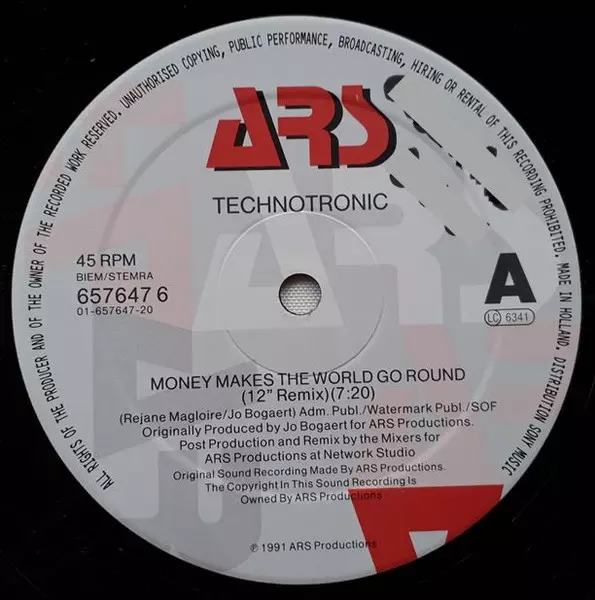 ALL RIGHTS OF THE PRODUCER AND OF THE OWNER OF THE RECORDED WORK RESERVED. UNAUTHORISED COPYING, PUBLIC PERFORMANCE, BROADCASTING, HIRING OR RENTAL OF THIS RECORDING PROHIBITED. MADE IN HOLLAND. DISTRIBUTION SONY MUSIC
ARS
TECHNOTRONIC
45 RPM
BIEM/STEMRA
657647 6
01-657647-20
A
LC 6341
ARS
MONEY MAKES THE WORLD GO ROUND
(12" Remix)(7:20)
(Rejane Magloire/Jo Bogaert) Adm. Publ./Watermark Publ./SOF
Originally Produced by Jo Bogaert for ARS Productions.
Post Production and Remix by the Mixers for
ARS Productions at Network Studio
Original Sound Recording Made By ARS Productions.
The Copyright In This Sound Recording Is
Owned By ARS Productions
℗ 1991 ARS Productions